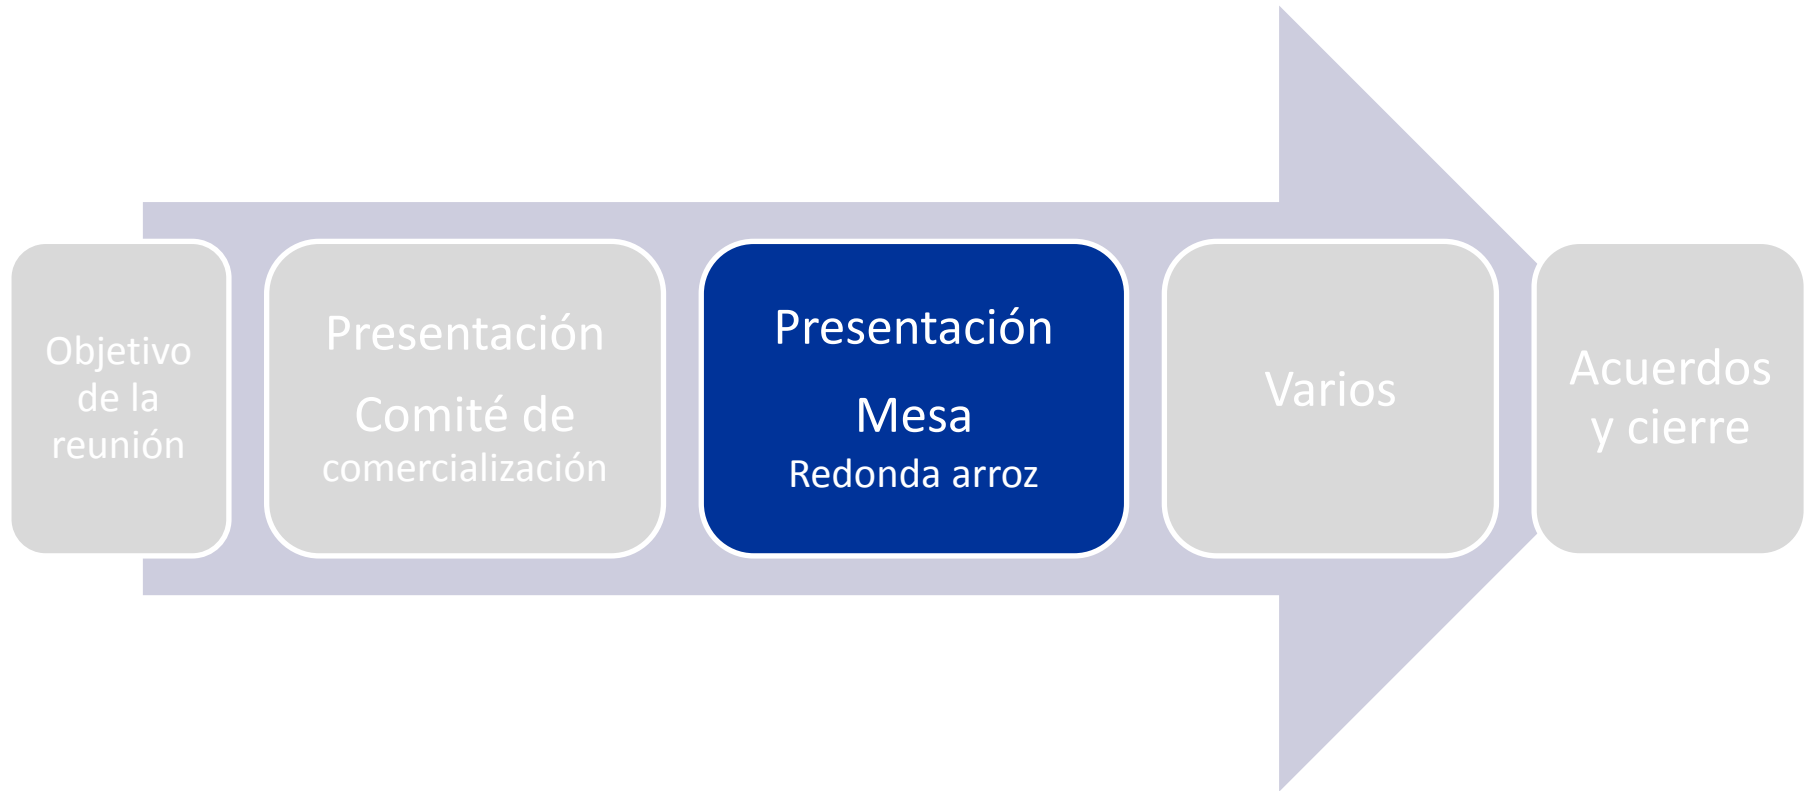 Objetivo
de la
reunión
Presentación
Comité de
comercialización
Presentación
Mesa
Redonda arroz
Varios
Acuerdos
y cierre